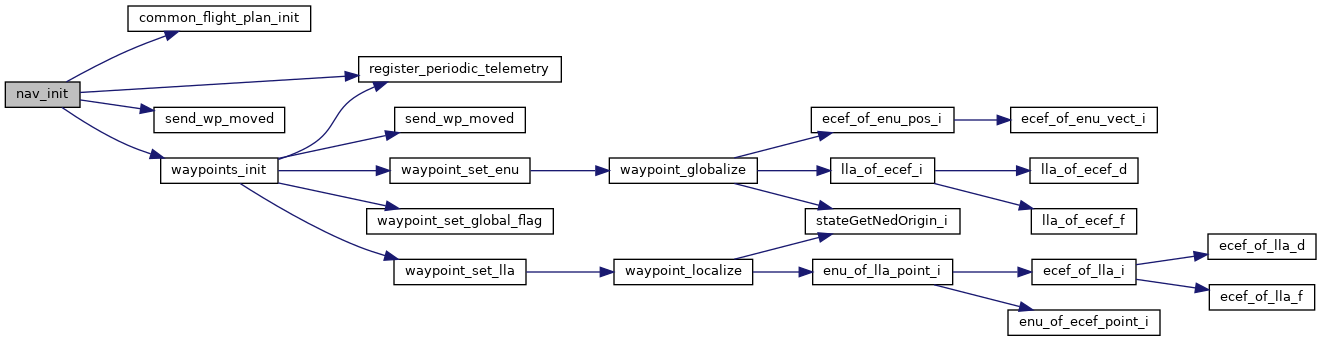 common_flight_plan_init
register_periodic_telemetry
nav_init
send_wp_moved
send_wp_moved
ecef_of_enu_pos_i
ecef_of_enu_vect_i
waypoints_init
waypoint_set_enu
waypoint_globalize
lla_of_ecef_i
lla_of_ecef_d
waypoint_set_global_flag
stateGetNedOrigin_i
lla_of_ecef_f
waypoint_set_lla
waypoint_localize
enu_of_lla_point_i
ecef_of_lla_i
ecef_of_lla_d
ecef_of_lla_f
enu_of_ecef_point_i